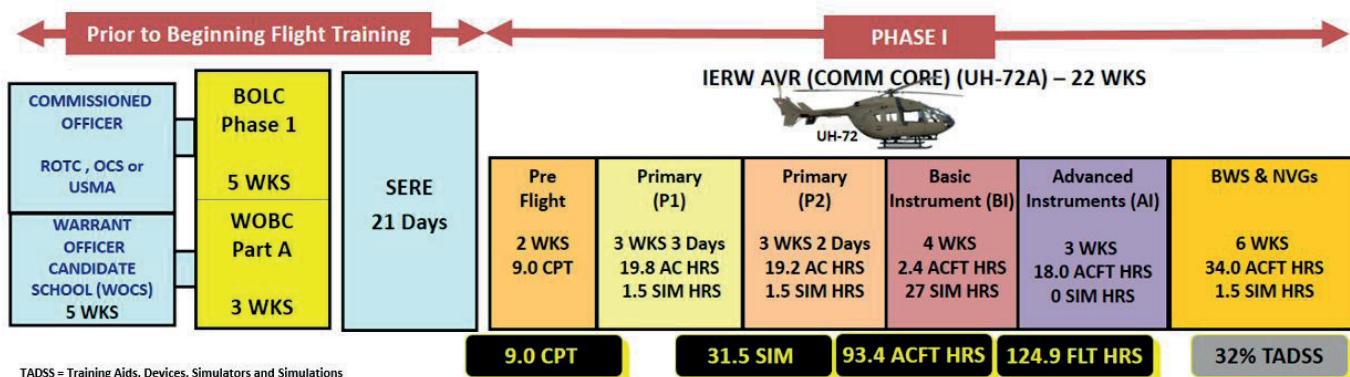 Prior to Beginning Flight Training
PHASE I
IERW AVR (COMM CORE) (UH-72A) – 22 WKS
UH-72
COMMISSIONED
OFFICER
ROTC , OCS or
USMA
WARRANT
OFFICER
CANDIDATE
SCHOOL (WOCS)
5 WKS
BOLC
Phase 1
5 WKS
WOBC
Part A
3 WKS
SERE
21 Days
Pre
Flight
2 WKS
9.0 CPT
Primary
(P1)
3 WKS 3 Days
19.8 AC HRS
1.5 SIM HRS
Primary
(P2)
3 WKS 2 Days
19.2 AC HRS
1.5 SIM HRS
Basic
Instrument (BI)
4 WKS
2.4 ACFT HRS
27 SIM HRS
Advanced
Instruments (AI)
3 WKS
18.0 ACFT HRS
0 SIM HRS
BWS & NVGs
6 WKS
34.0 ACFT HRS
1.5 SIM HRS
9.0 CPT
31.5 SIM
93.4 ACFT HRS
124.9 FLT HRS
32% TADSS
TADSS = Training Aids, Devices, Simulators and Simulations